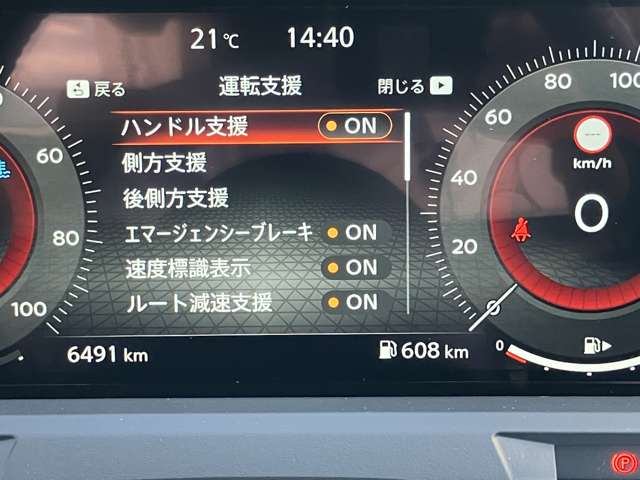 21℃ 14:40
戻る 運転支援 閉じる
ハンドル支援 ON
側方支援
後側方支援
エマージェンシーブレーキ ON
速度標識表示 ON
ルート減速支援 ON
6491 km 608 km
60
80
100
0
20
40
60
80
100
---
km/h
0
0
P